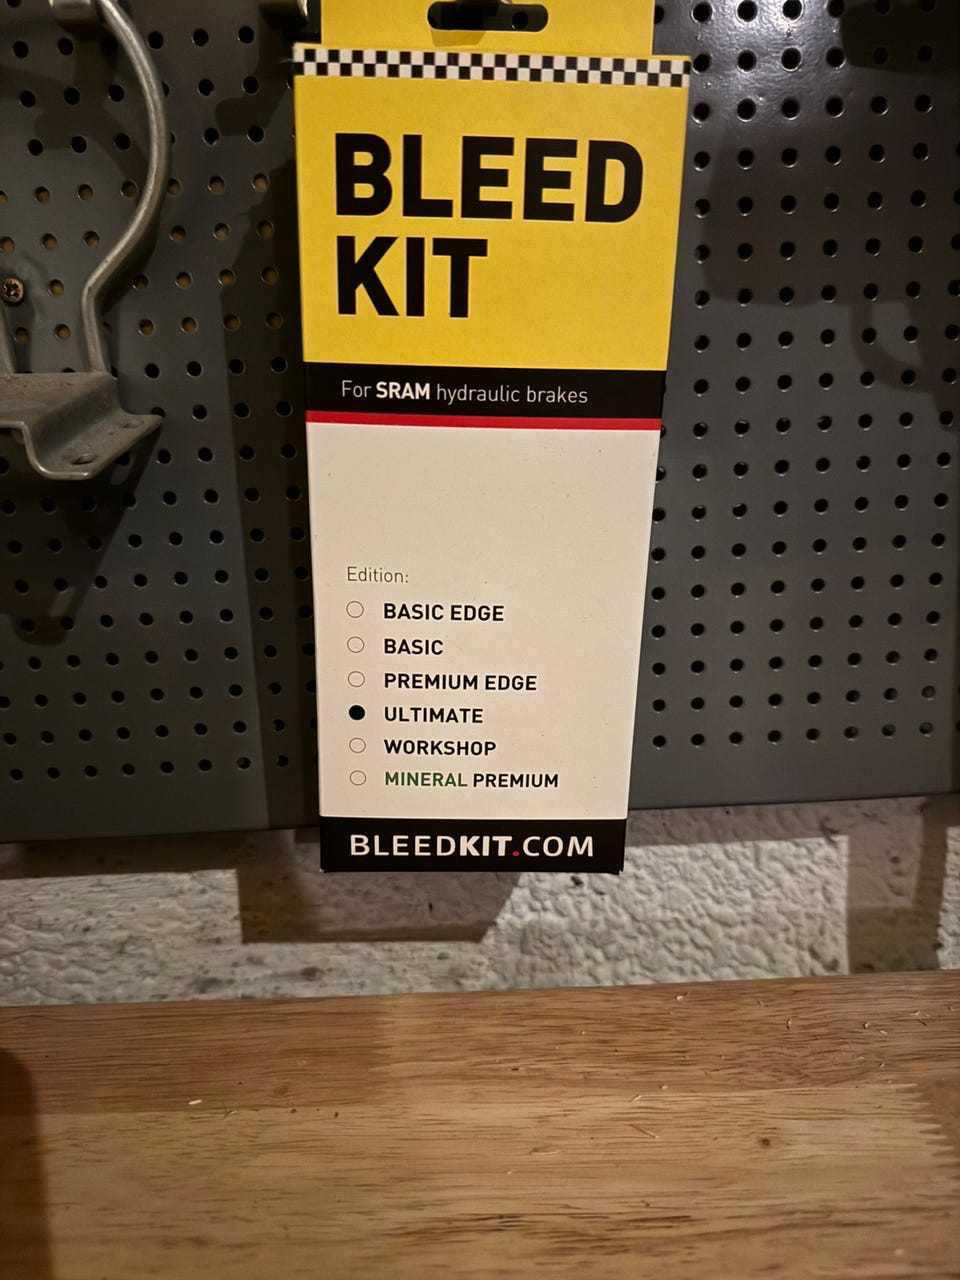 BLEED
KIT
For SRAM hydraulic brakes
Edition:
BASIC EDGE
BASIC
PREMIUM EDGE
ULTIMATE
WORKSHOP
MINERAL PREMIUM
BLEEDKIT.COM